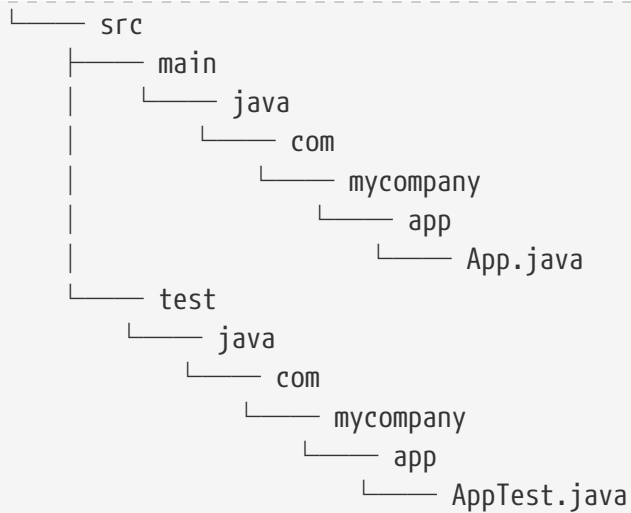 └── src
    ├── main
    │   └── java
    │       └── com
    │           └── mycompany
    │               └── app
    │                   └── App.java
    └── test
        └── java
            └── com
                └── mycompany
                    └── app
                        └── AppTest.java